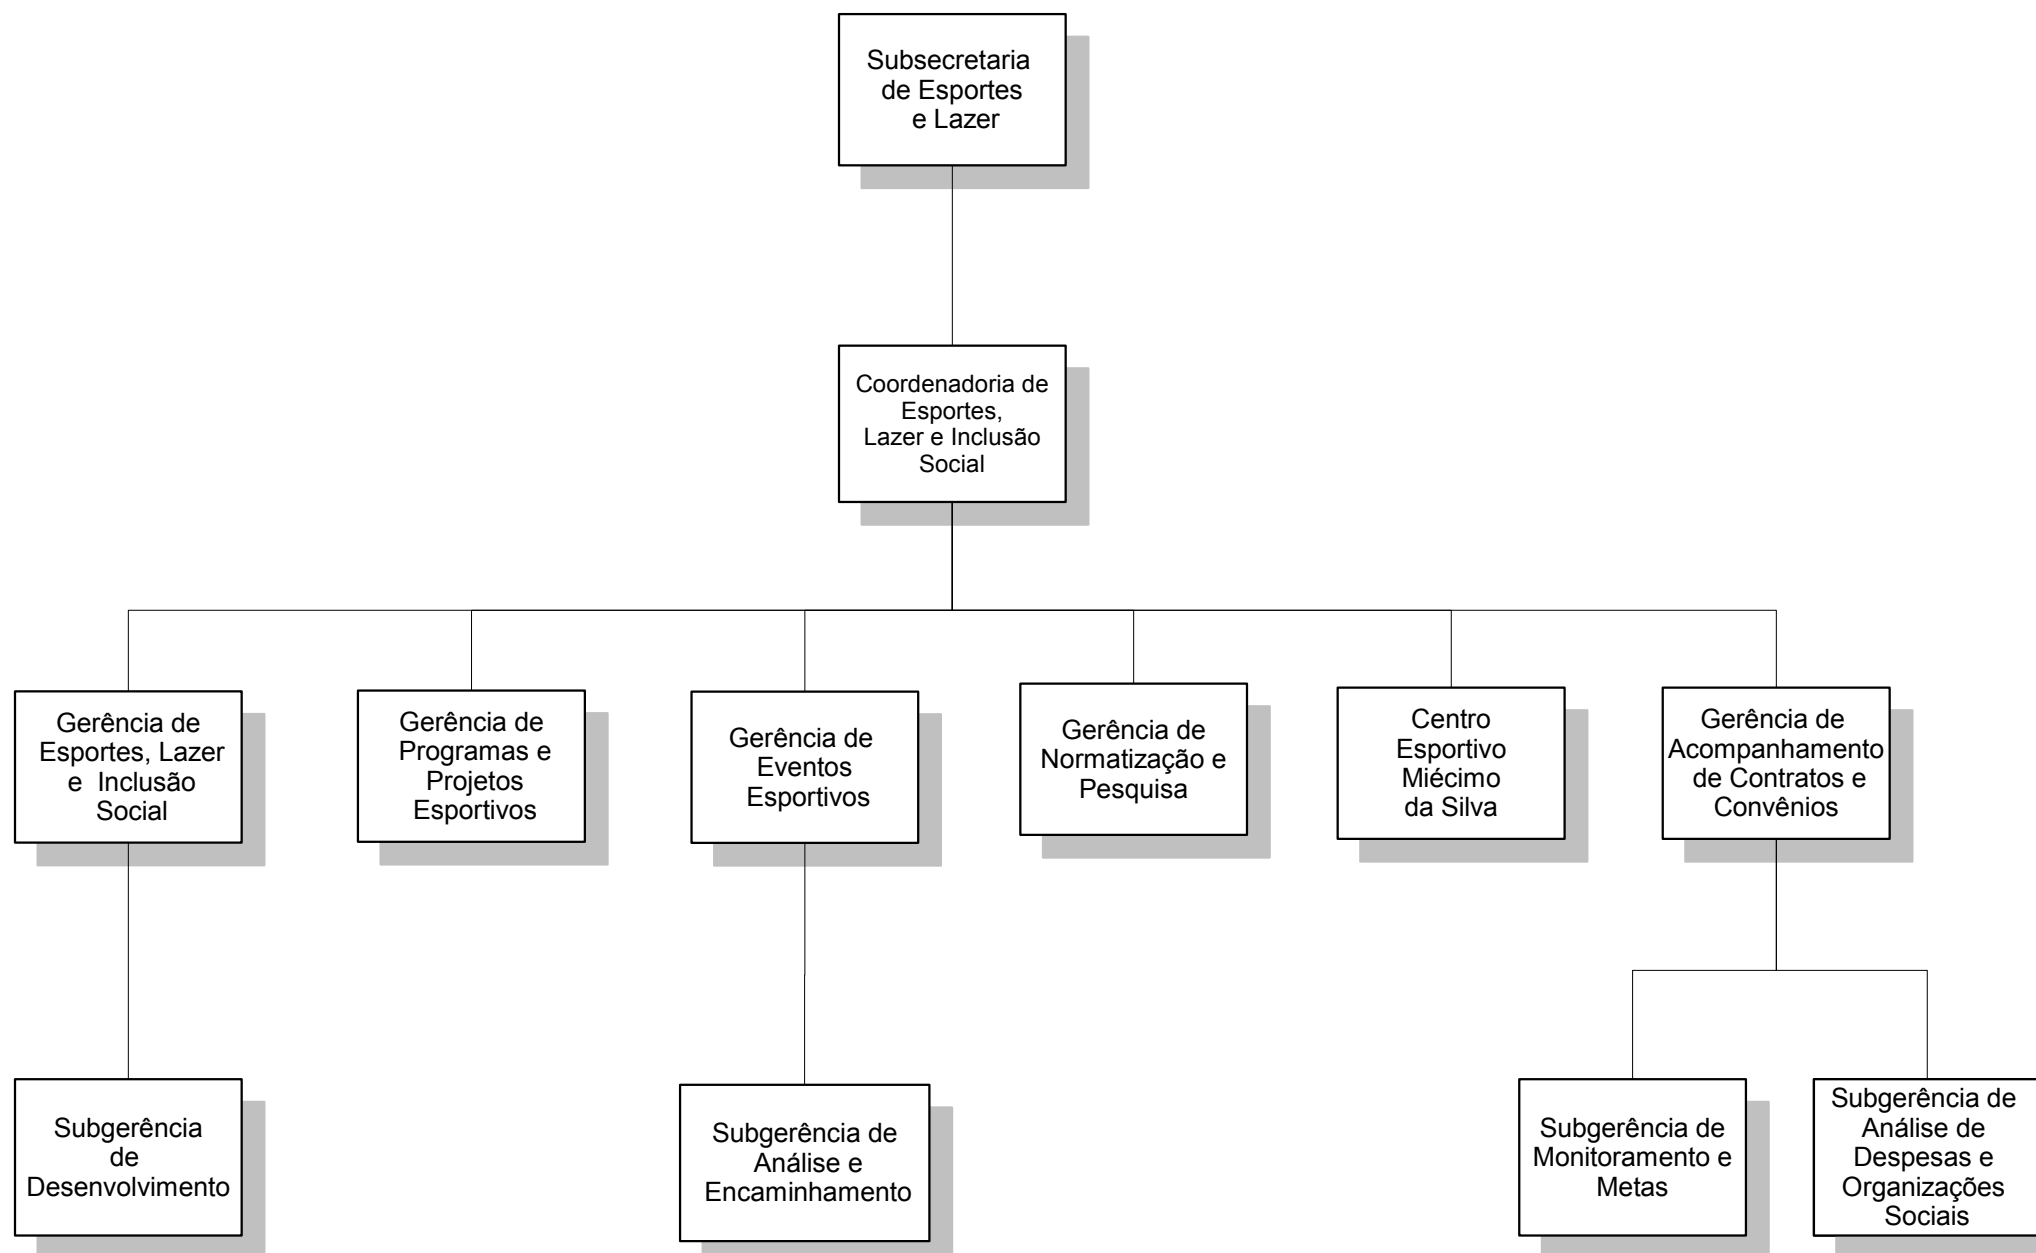 Subsecretaria
de Esportes
e Lazer
Coordenadoria de
Esportes,
Lazer e Inclusão
Social
Gerência de
Esportes, Lazer
e Inclusão
Social
Gerência de
Programas e
Projetos
Esportivos
Gerência de
Eventos
Esportivos
Gerência de
Normatização e
Pesquisa
Centro
Esportivo
Miécimo
da Silva
Gerência de
Acompanhamento
de Contratos e
Convênios
Subgerência
de
Desenvolvimento
Subgerência de
Análise e
Encaminhamento
Subgerência de
Monitoramento e
Metas
Subgerência de
Análise de
Despesas e
Organizações
Sociais